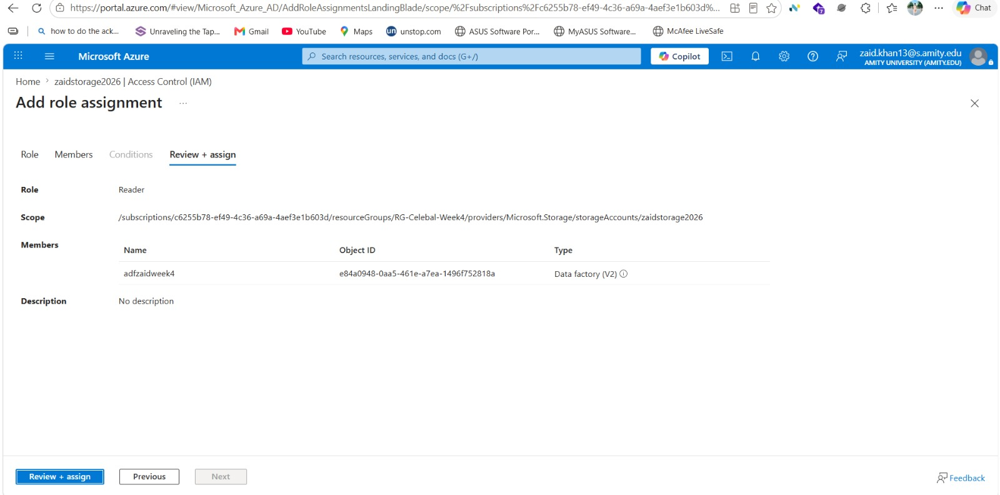 https://portal.azure.com/#view/Microsoft_Azure_AD/AddRoleAssignmentsLandingBlade/scope/%2Fsubscriptions%2Fc6255b78-ef49-4c36-a69a-4aef3e1b603d%... 7 Chat
how to do the ack... Unraveling the Tap... Gmail YouTube Maps un unstop.com ASUS Software Por... MyASUS Software... McAfee LiveSafe
Microsoft Azure Search resources, services, and docs (G+/) Copilot zaid.khan13@s.amity.edu
AMITY UNIVERSITY (AMITY.EDU)
Home > zaidstorage2026 | Access Control (IAM)
Add role assignment ...
Role Members Conditions Review + assign
Role Reader
Scope /subscriptions/c6255b78-ef49-4c36-a69a-4aef3e1b603d/resourceGroups/RG-Celebal-Week4/providers/Microsoft.Storage/storageAccounts/zaidstorage2026
Members
Name Object ID Type
adfzaidweek4 e84a0948-0aa5-461e-a7ea-1496f752818a Data factory (V2)
Description No description
Review + assign Previous Next Feedback